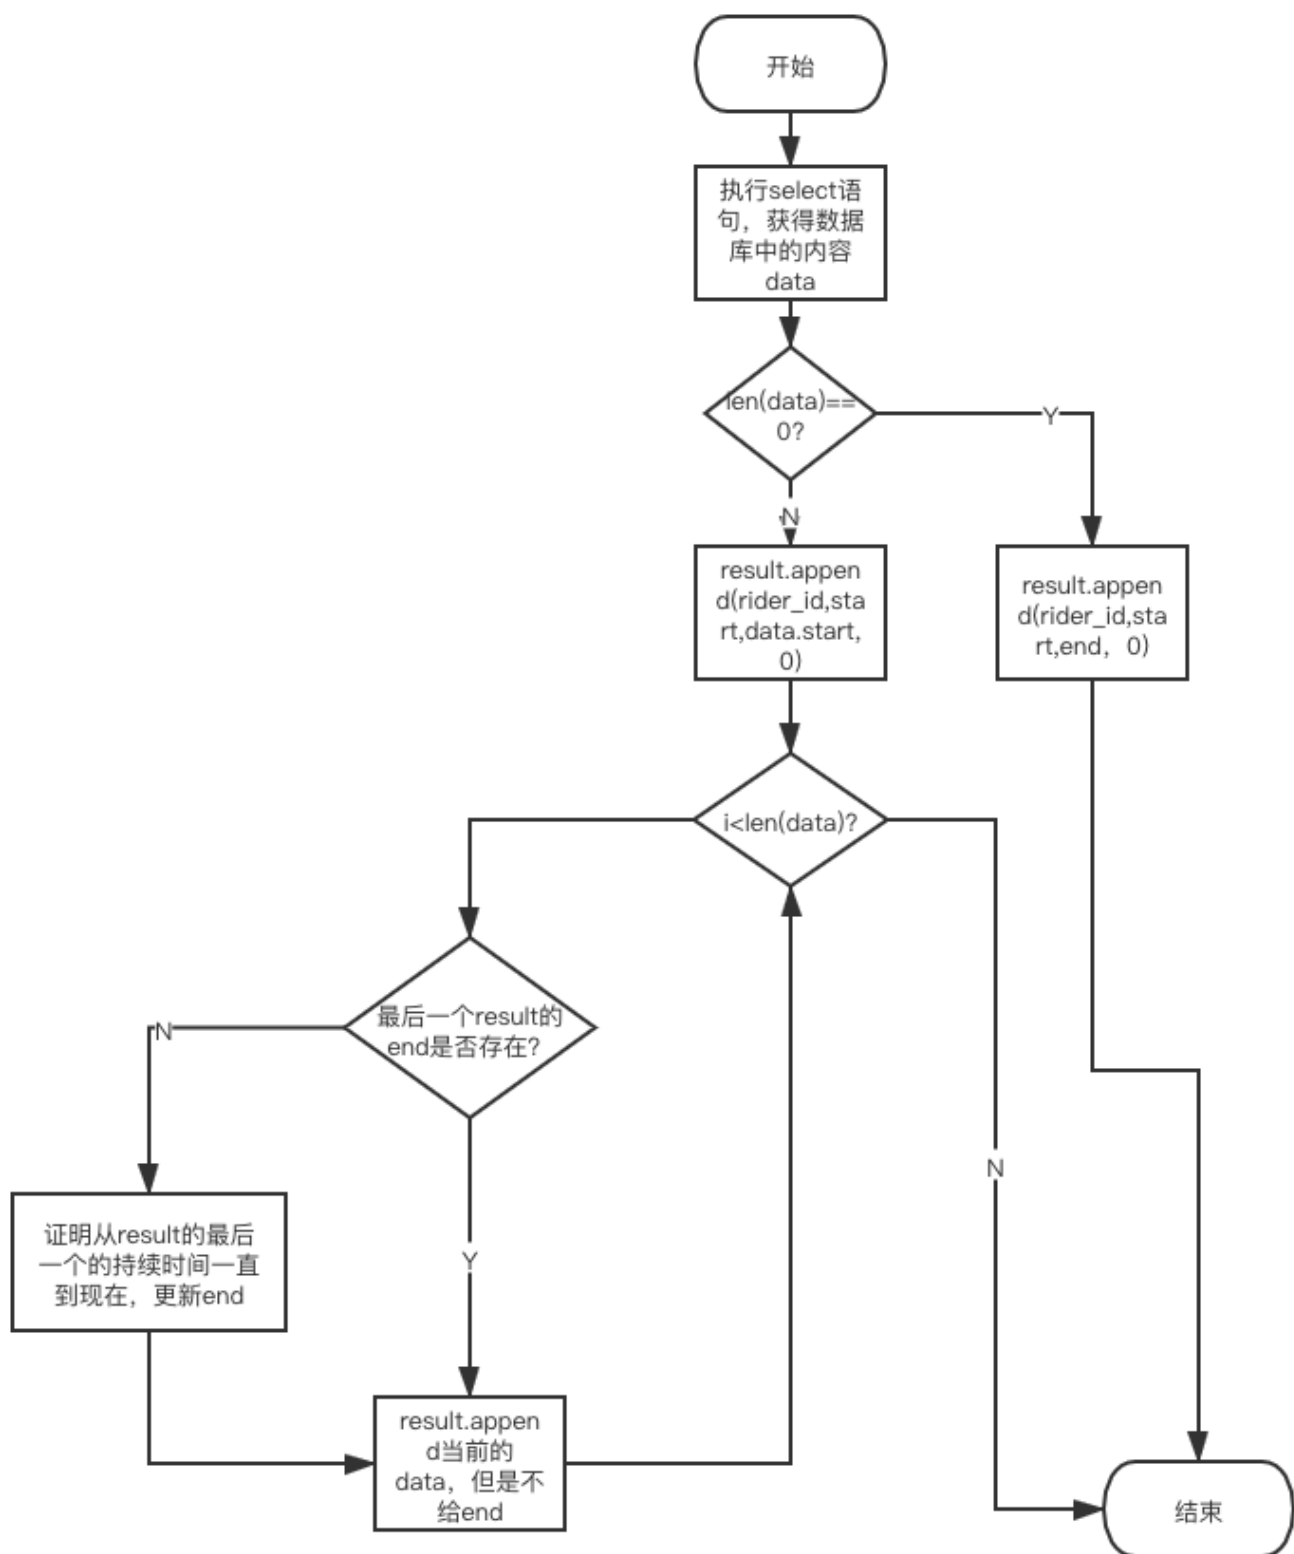 开始
执行select语
句，获得数据
库中的内容
data
len(data)==
0?
Y
N
result.appen
d(rider_id,sta
rt,data.start,
0)
result.appen
d(rider_id,sta
rt,end，0)
i<len(data)?
最后一个result的
end是否存在？
N
N
证明从result的最后
一个的持续时间一直
到现在，更新end
Y
result.appen
d当前的
data，但是不
给end
结束